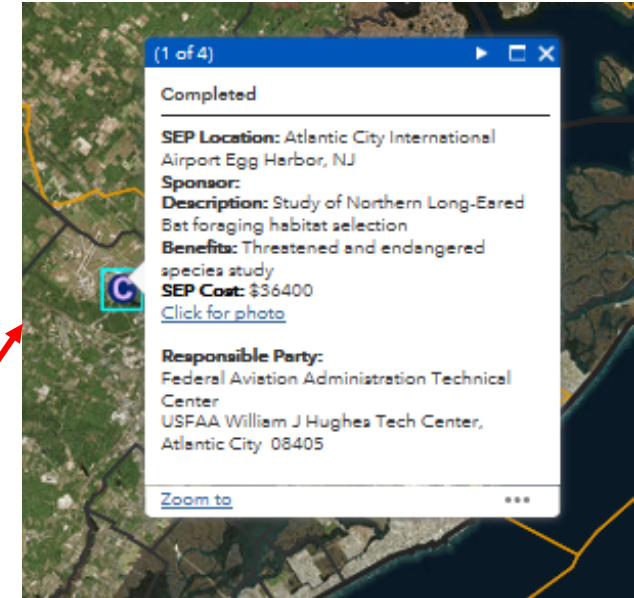 (1 of 4)
Completed
SEP Location: Atlantic City International
Airport Egg Harbor, NJ
Sponsor:
Description: Study of Northern Long-Eared
Bat foraging habitat selection
Benefits: Threatened and endangered
species study
SEP Cost: $36400
Click for photo
Responsible Party:
Federal Aviation Administration Technical
Center
USFAA William J Hughes Tech Center,
Atlantic City 08405
Zoom to
C